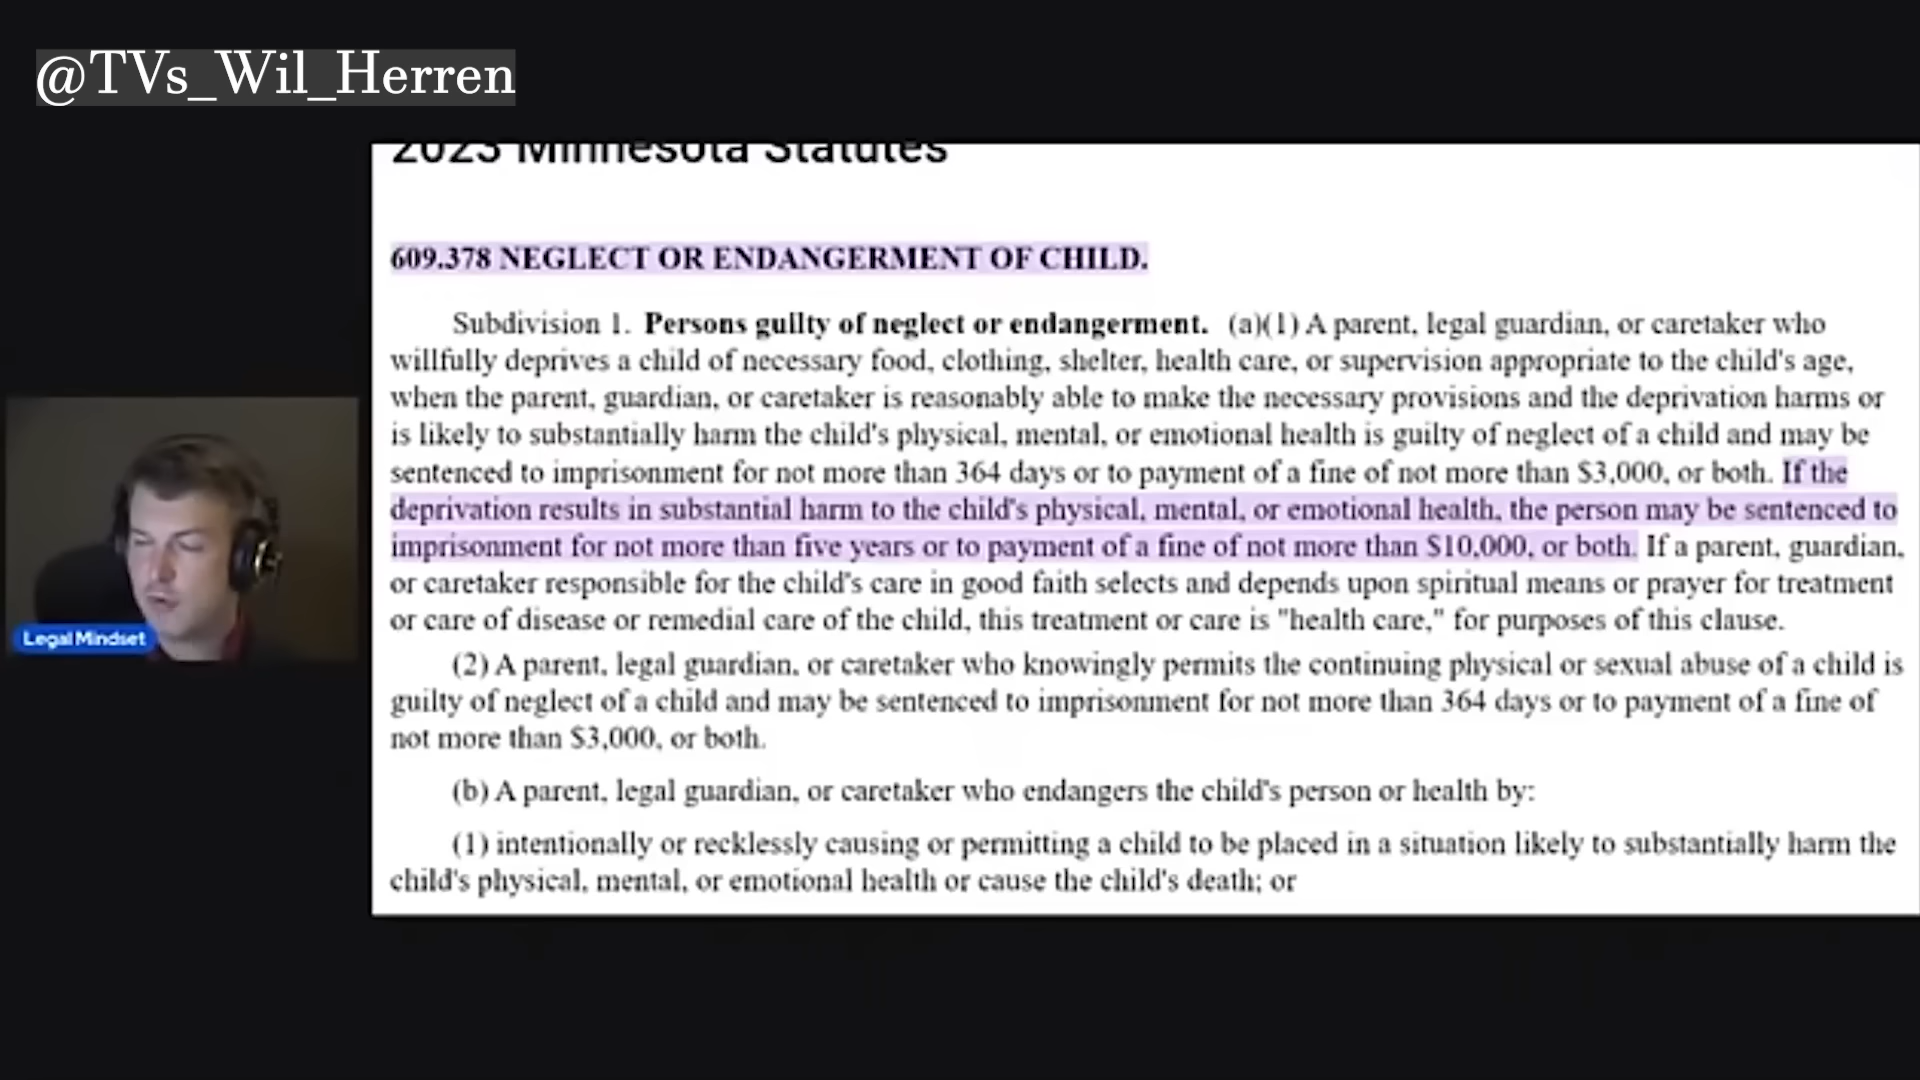 @TVs_Wil_Herren
2023 Minnesota Statutes
609.378 NEGLECT OR ENDANGERMENT OF CHILD.
Subdivision 1. Persons guilty of neglect or endangerment. (a)(1) A parent, legal guardian, or caretaker who
willfully deprives a child of necessary food, clothing, shelter, health care, or supervision appropriate to the child's age,
when the parent, guardian, or caretaker is reasonably able to make the necessary provisions and the deprivation harms or
is likely to substantially harm the child's physical, mental, or emotional health is guilty of neglect of a child and may be
sentenced to imprisonment for not more than 364 days or to payment of a fine of not more than $3,000, or both. If the
deprivation results in substantial harm to the child's physical, mental, or emotional health, the person may be sentenced to
imprisonment for not more than five years or to payment of a fine of not more than $10,000, or both. If a parent, guardian,
or caretaker responsible for the child's care in good faith selects and depends upon spiritual means or prayer for treatment
or care of disease or remedial care of the child, this treatment or care is "health care," for purposes of this clause.
(2) A parent, legal guardian, or caretaker who knowingly permits the continuing physical or sexual abuse of a child is
guilty of neglect of a child and may be sentenced to imprisonment for not more than 364 days or to payment of a fine of
not more than $3,000, or both.
(b) A parent, legal guardian, or caretaker who endangers the child's person or health by:
(1) intentionally or recklessly causing or permitting a child to be placed in a situation likely to substantially harm the
child's physical, mental, or emotional health or cause the child's death; or
Legal Mindset